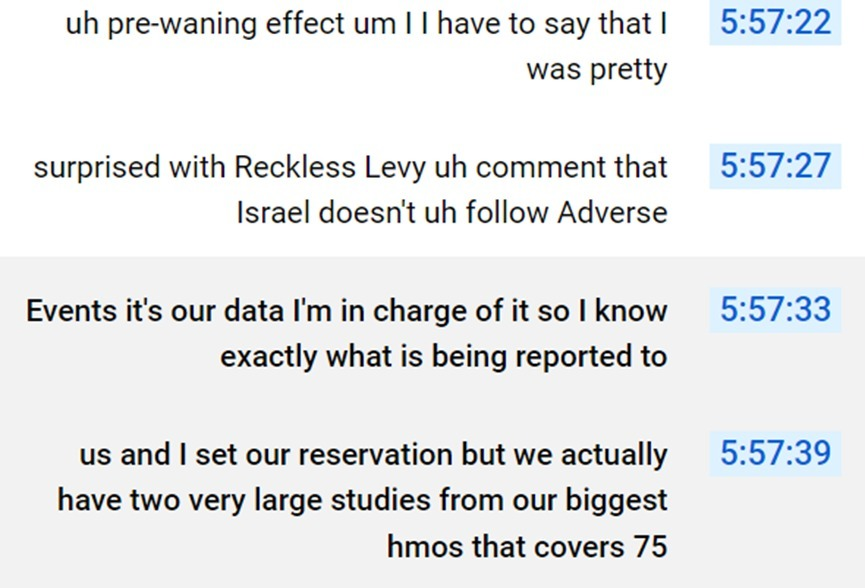 uh pre-waning effect um I I have to say that I
was pretty
5:57:22
surprised with Reckless Levy uh comment that
Israel doesn't uh follow Adverse
5:57:27
Events it's our data I'm in charge of it so I know
exactly what is being reported to
5:57:33
us and I set our reservation but we actually
have two very large studies from our biggest
hmos that covers 75
5:57:39